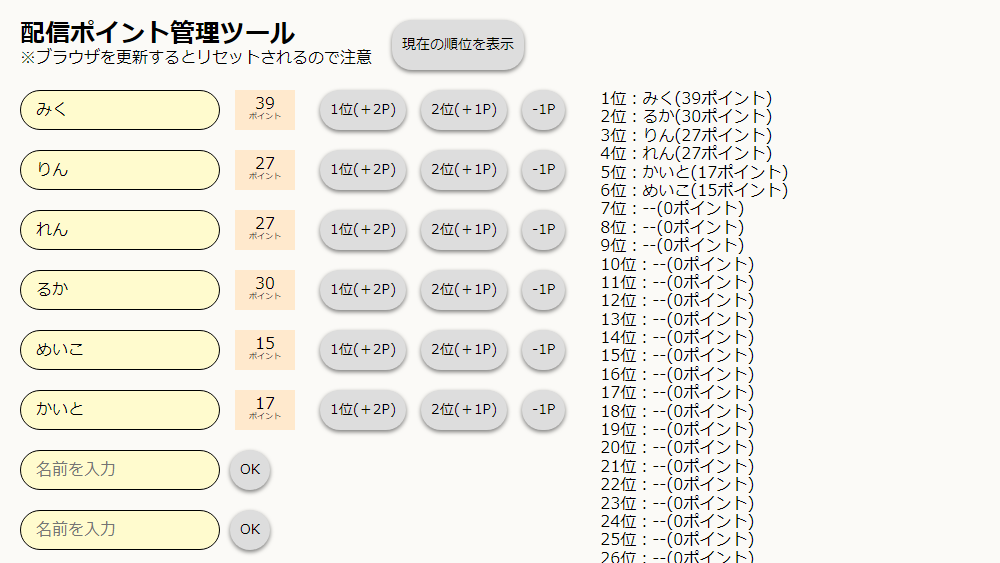 配信ポイント管理ツール
※ブラウザを更新するとリセットされるので注意
現在の順位を表示
みく
39
ポイント
1位(+2P)
2位(+1P)
-1P
りん
27
ポイント
1位(+2P)
2位(+1P)
-1P
れん
27
ポイント
1位(+2P)
2位(+1P)
-1P
るか
30
ポイント
1位(+2P)
2位(+1P)
-1P
めいこ
15
ポイント
1位(+2P)
2位(+1P)
-1P
かいと
17
ポイント
1位(+2P)
2位(+1P)
-1P
名前を入力
OK
名前を入力
OK
1位：みく(39ポイント)
2位：るか(30ポイント)
3位：りん(27ポイント)
4位：れん(27ポイント)
5位：かいと(17ポイント)
6位：めいこ(15ポイント)
7位：--(0ポイント)
8位：--(0ポイント)
9位：--(0ポイント)
10位：--(0ポイント)
11位：--(0ポイント)
12位：--(0ポイント)
13位：--(0ポイント)
14位：--(0ポイント)
15位：--(0ポイント)
16位：--(0ポイント)
17位：--(0ポイント)
18位：--(0ポイント)
19位：--(0ポイント)
20位：--(0ポイント)
21位：--(0ポイント)
22位：--(0ポイント)
23位：--(0ポイント)
24位：--(0ポイント)
25位：--(0ポイント)
26位：--(0ポイント)